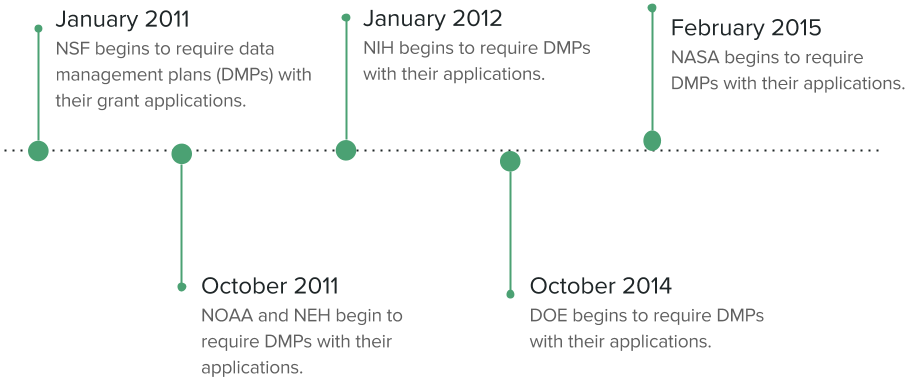 January 2011
NSF begins to require data
management plans (DMPs) with
their grant applications.
January 2012
NIH begins to require DMPs
with their applications.
February 2015
NASA begins to require
DMPs with their applications.
October 2011
NOAA and NEH begin to
require DMPs with their
applications.
October 2014
DOE begins to require DMPs
with their applications.